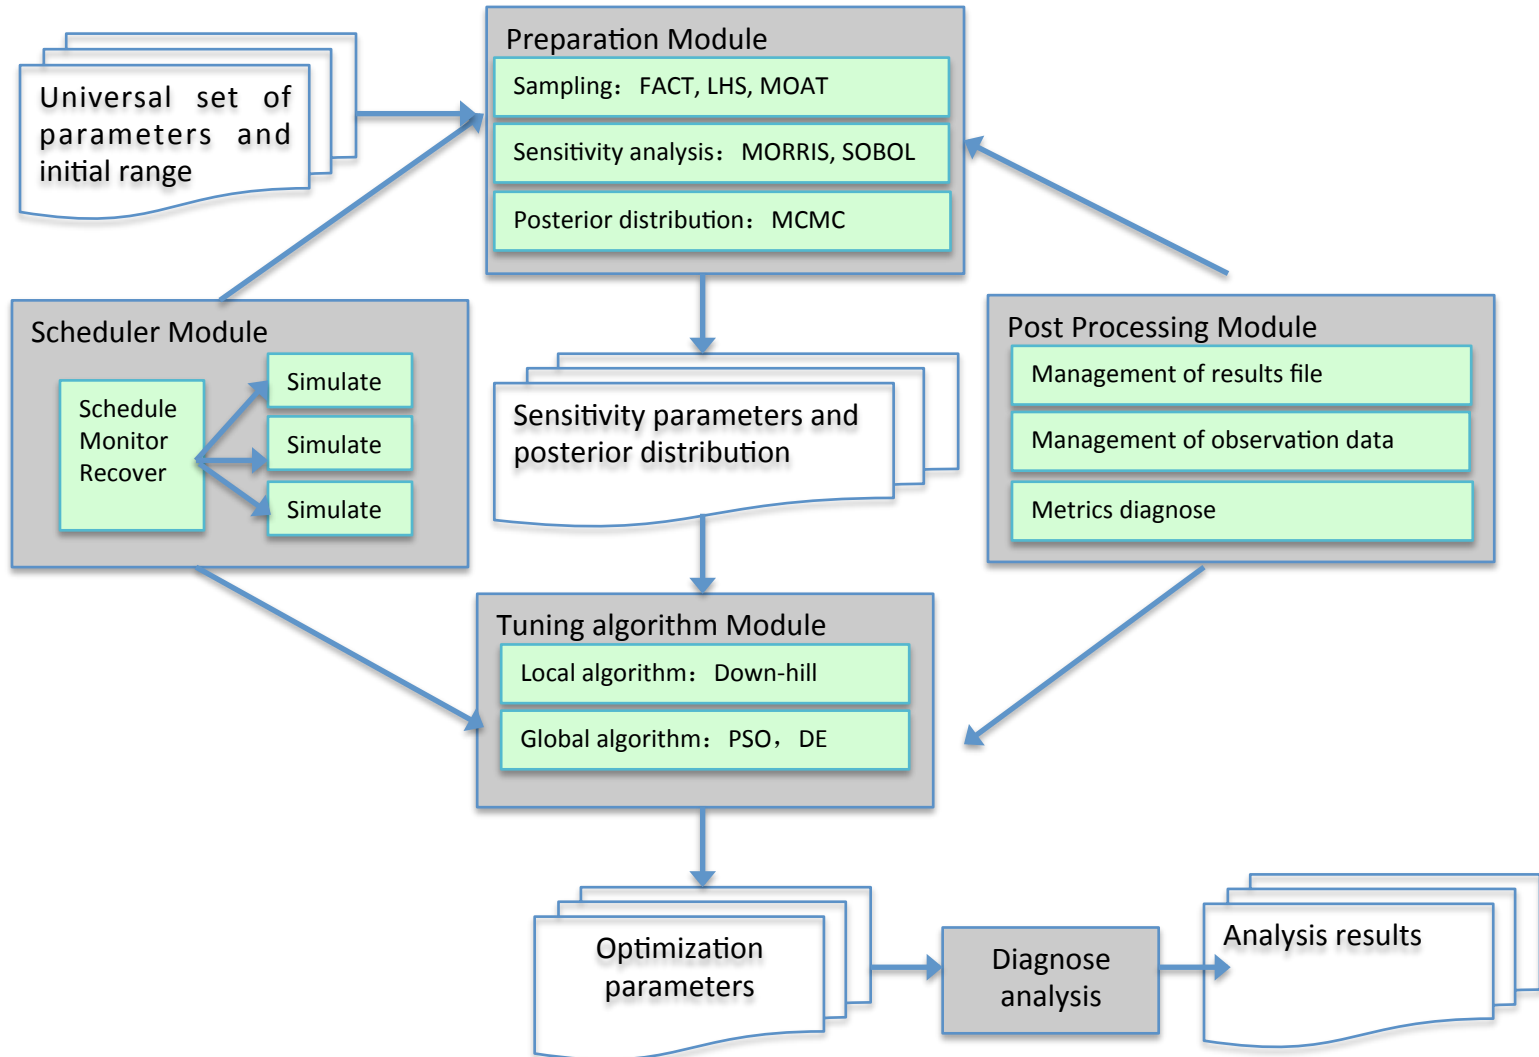 Preparation Module
Sampling：FACT, LHS, MOAT
Sensitivity analysis：MORRIS, SOBOL
Posterior distribution：MCMC
Universal set of
parameters and
initial range
Scheduler Module
Schedule
Monitor
Recover
Simulate
Simulate
Simulate
Sensitivity parameters and
posterior distribution
Post Processing Module
Management of results file
Management of observation data
Metrics diagnose
Tuning algorithm Module
Local algorithm：Down-hill
Global algorithm：PSO，DE
Optimization
parameters
Diagnose
analysis
Analysis results